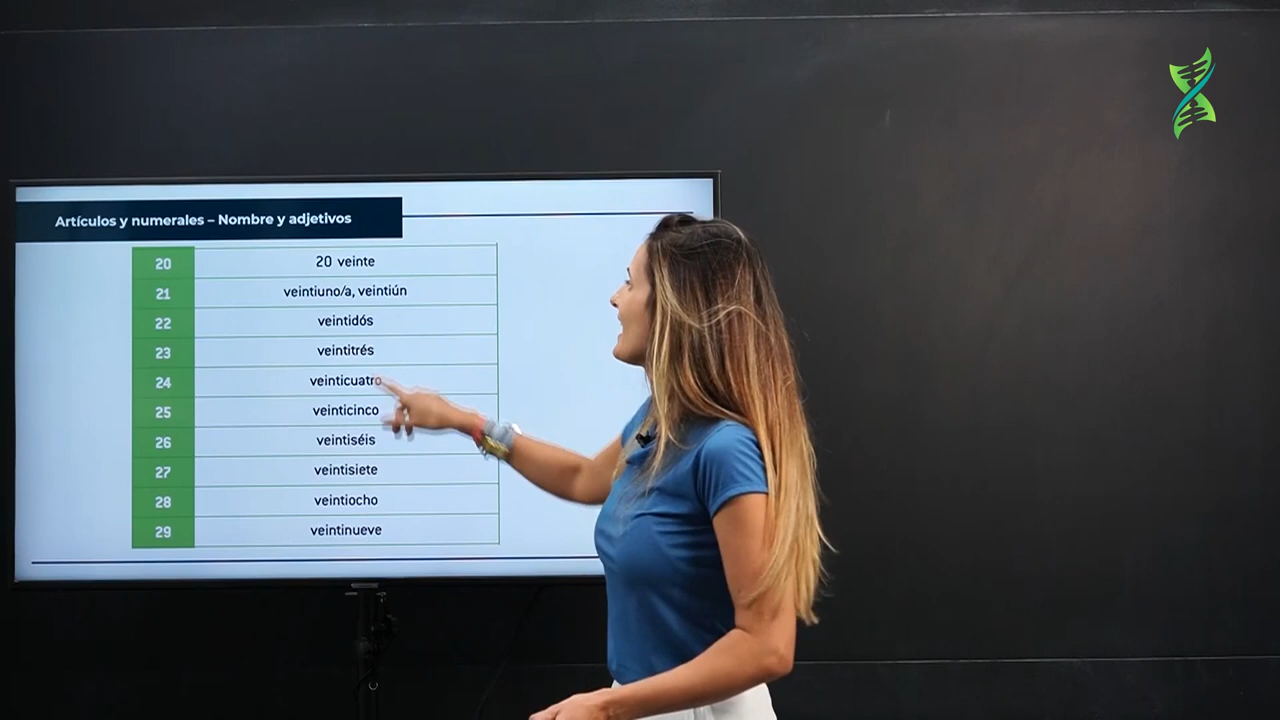 Artículos y numerales – Nombre y adjetivos
20 20 veinte
21 veintiuno/a, veintiún
22 veintidós
23 veintitrés
24 veinticuatro
25 veinticinco
26 veintiséis
27 veintisiete
28 veintiocho
29 veintinueve